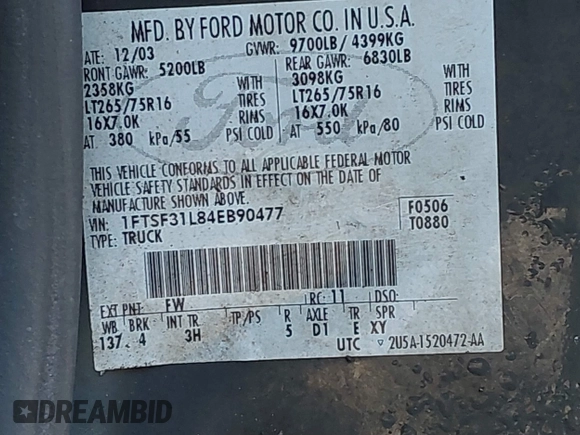 MFD. BY FORD MOTOR CO. IN U.S.A.
ATE: 12/03 GVWR: 9700LB/ 4399KG
RONT GAWR: 5200LB REAR GAWR: 6830LB
2358KG WITH 3098KG WITH
LT265/75R16 TIRES LT265/75R16 TIRES
16X7.0K RIMS 16X7.0K RIMS
AT 380 kPa/55 PSI COLD AT 550 kPa/80 PSI COLD
THIS VEHICLE CONFORMS TO ALL APPLICABLE FEDERAL MOTOR
VEHICLE SAFETY STANDARDS IN EFFECT ON THE DATE OF
MANUFACTURE SHOWN ABOVE.
VIN: 1FTSF31L84EB90477 F0506
TYPE: TRUCK T0880
EXT PNT: FW RC: 11 DSO:
WB BRK INT TR TP/PS R AXLE TR SPR
137. 4 3H 5 D1 E XY
UTC ▽ 2U5A-1520472-AA
Ford
DREAMBID